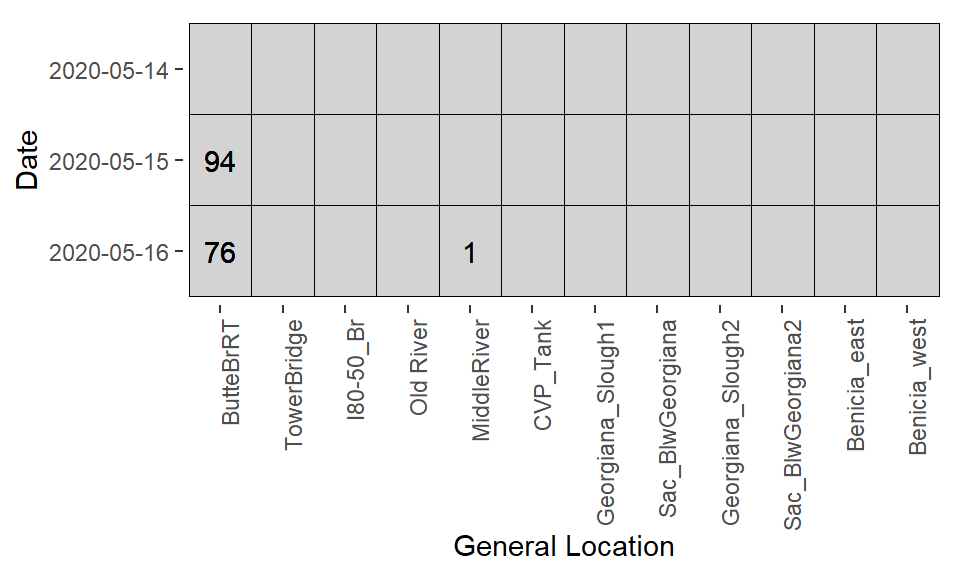 Date
2020-05-14
2020-05-15
94
2020-05-16
76
1
ButteBrRT
TowerBridge
I80-50_Br
Old River
MiddleRiver
CVP_Tank
Georgiana_Slough1
Sac_BlwGeorgiana
Georgiana_Slough2
Sac_BlwGeorgiana2
Benicia_east
Benicia_west
General Location